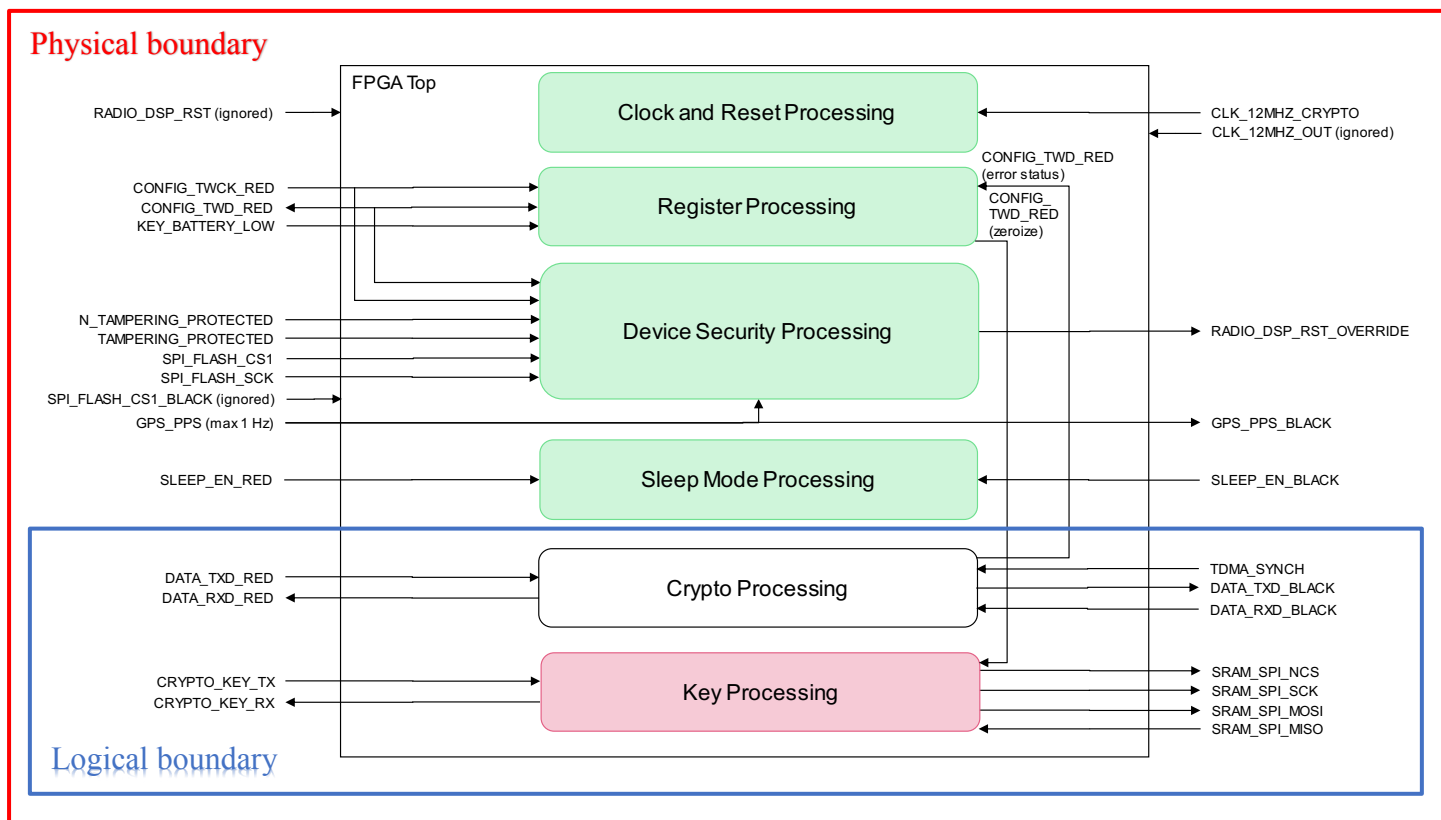 Physical boundary
FPGA Top
Clock and Reset Processing
RADIO_DSP_RST (ignored)
CLK_12MHZ_CRYPTO
CLK_12MHZ_OUT (ignored)
CONFIG_TWD_RED
(error status)
CONFIG_TWCK_RED
CONFIG_TWD_RED
KEY_BATTERY_LOW
Register Processing
CONFIG_
TWD_RED
(zeroize)
N_TAMPERING_PROTECTED
TAMPERING_PROTECTED
SPI_FLASH_CS1
SPI_FLASH_SCK
SPI_FLASH_CS1_BLACK (ignored)
GPS_PPS (max 1 Hz)
Device Security Processing
RADIO_DSP_RST_OVERRIDE
GPS_PPS_BLACK
SLEEP_EN_RED
Sleep Mode Processing
SLEEP_EN_BLACK
DATA_TXD_RED
DATA_RXD_RED
Crypto Processing
TDMA_SYNCH
DATA_TXD_BLACK
DATA_RXD_BLACK
CRYPTO_KEY_TX
CRYPTO_KEY_RX
Key Processing
SRAM_SPI_NCS
SRAM_SPI_SCK
SRAM_SPI_MOSI
SRAM_SPI_MISO
Logical boundary